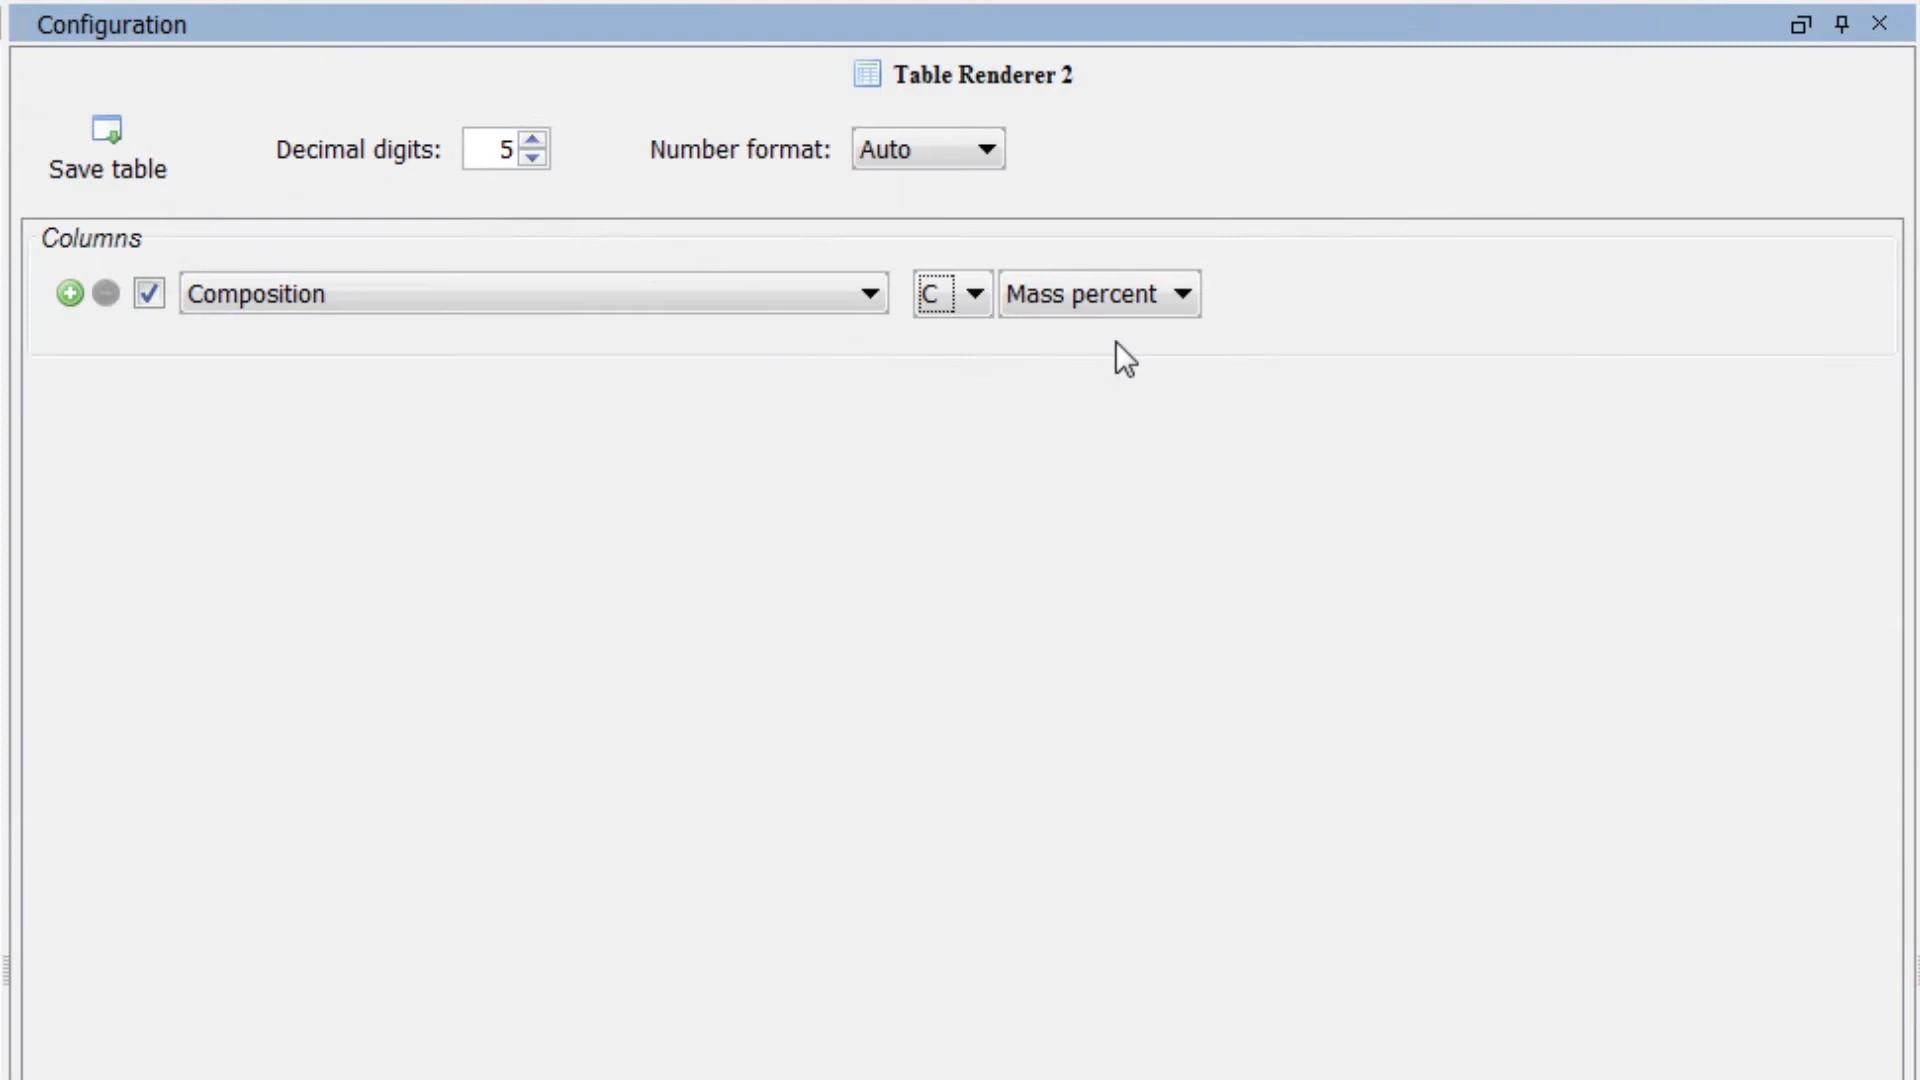 Configuration
Table Renderer 2
Save table
Decimal digits: 5
Number format: Auto
Columns
Composition C Mass percent